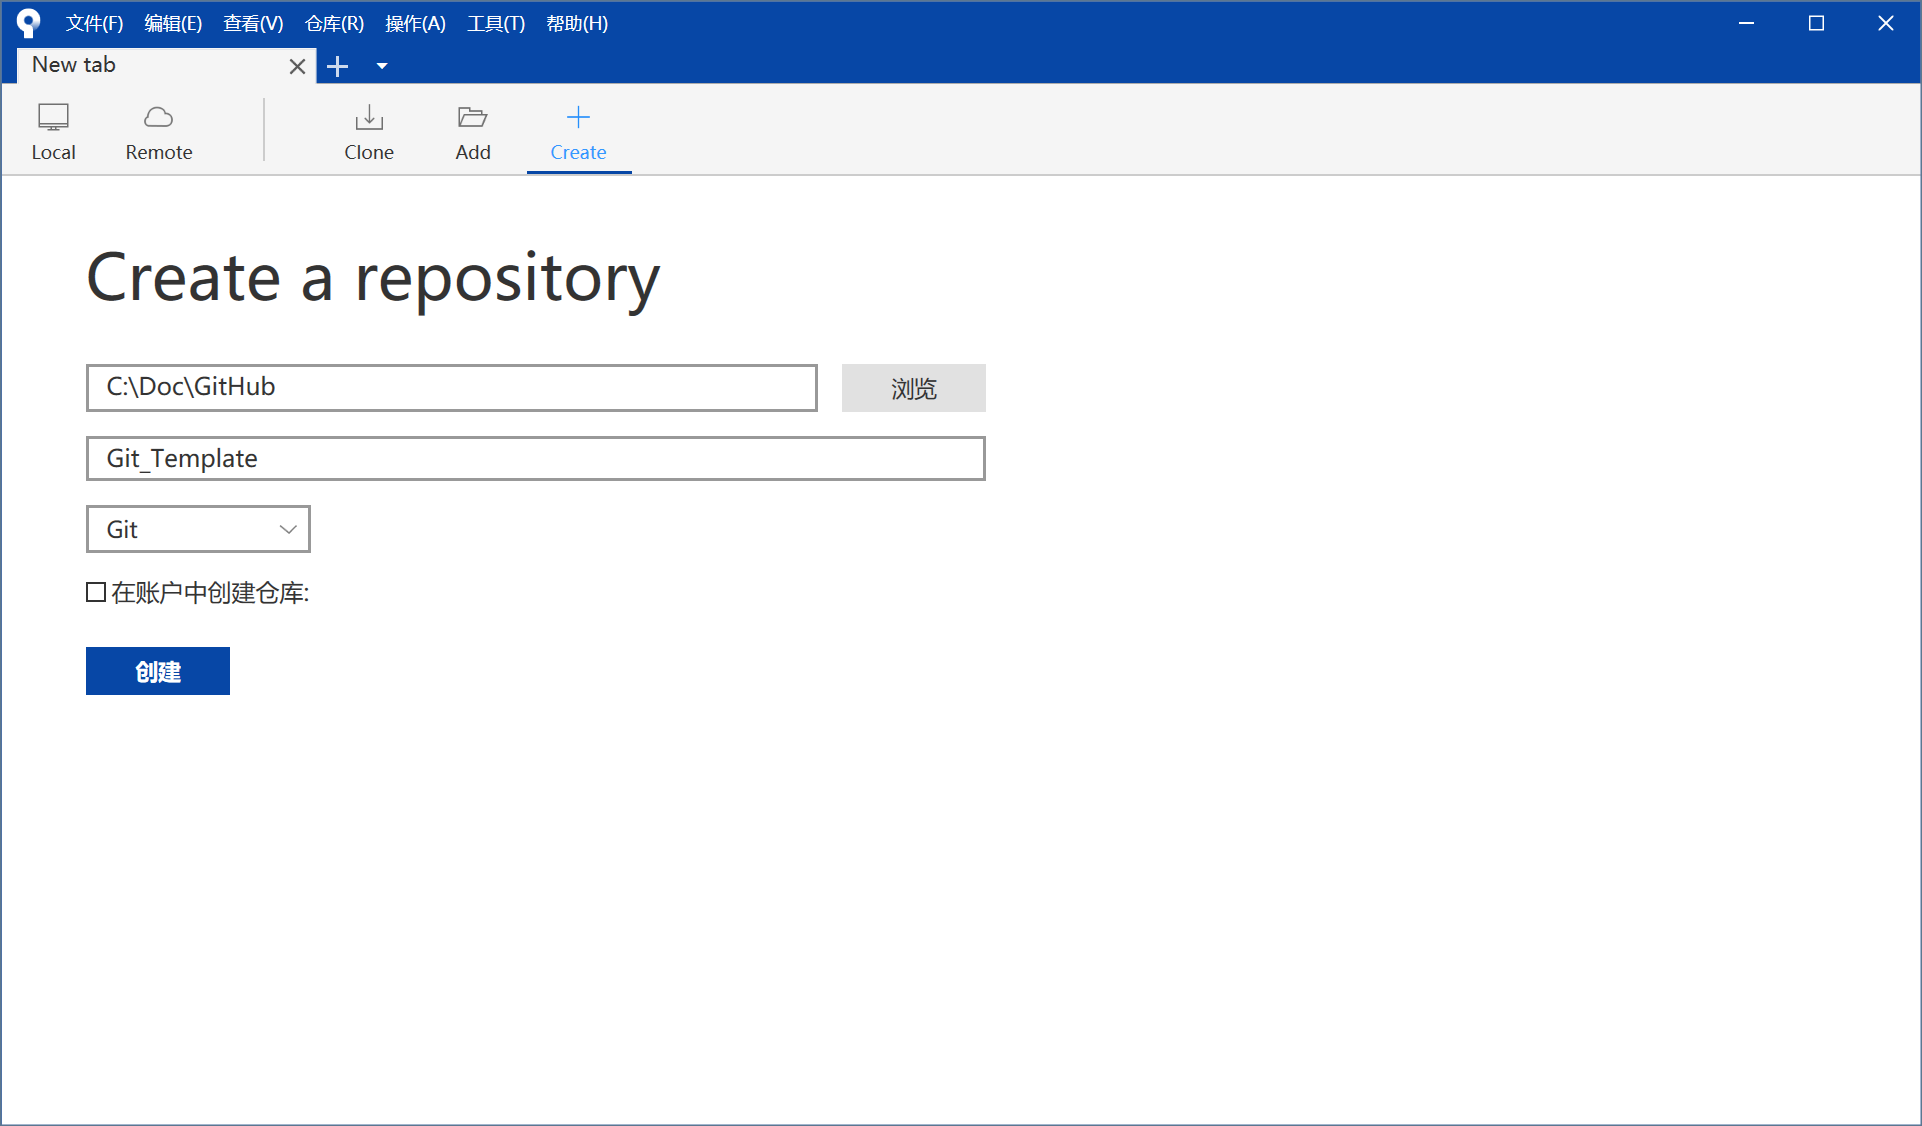 文件(F) 编辑(E) 查看(V) 仓库(R) 操作(A) 工具(T) 帮助(H)
New tab
Local Remote Clone Add Create
Create a repository
C:\Doc\GitHub 浏览
Git_Template
Git
在账户中创建仓库:
创建